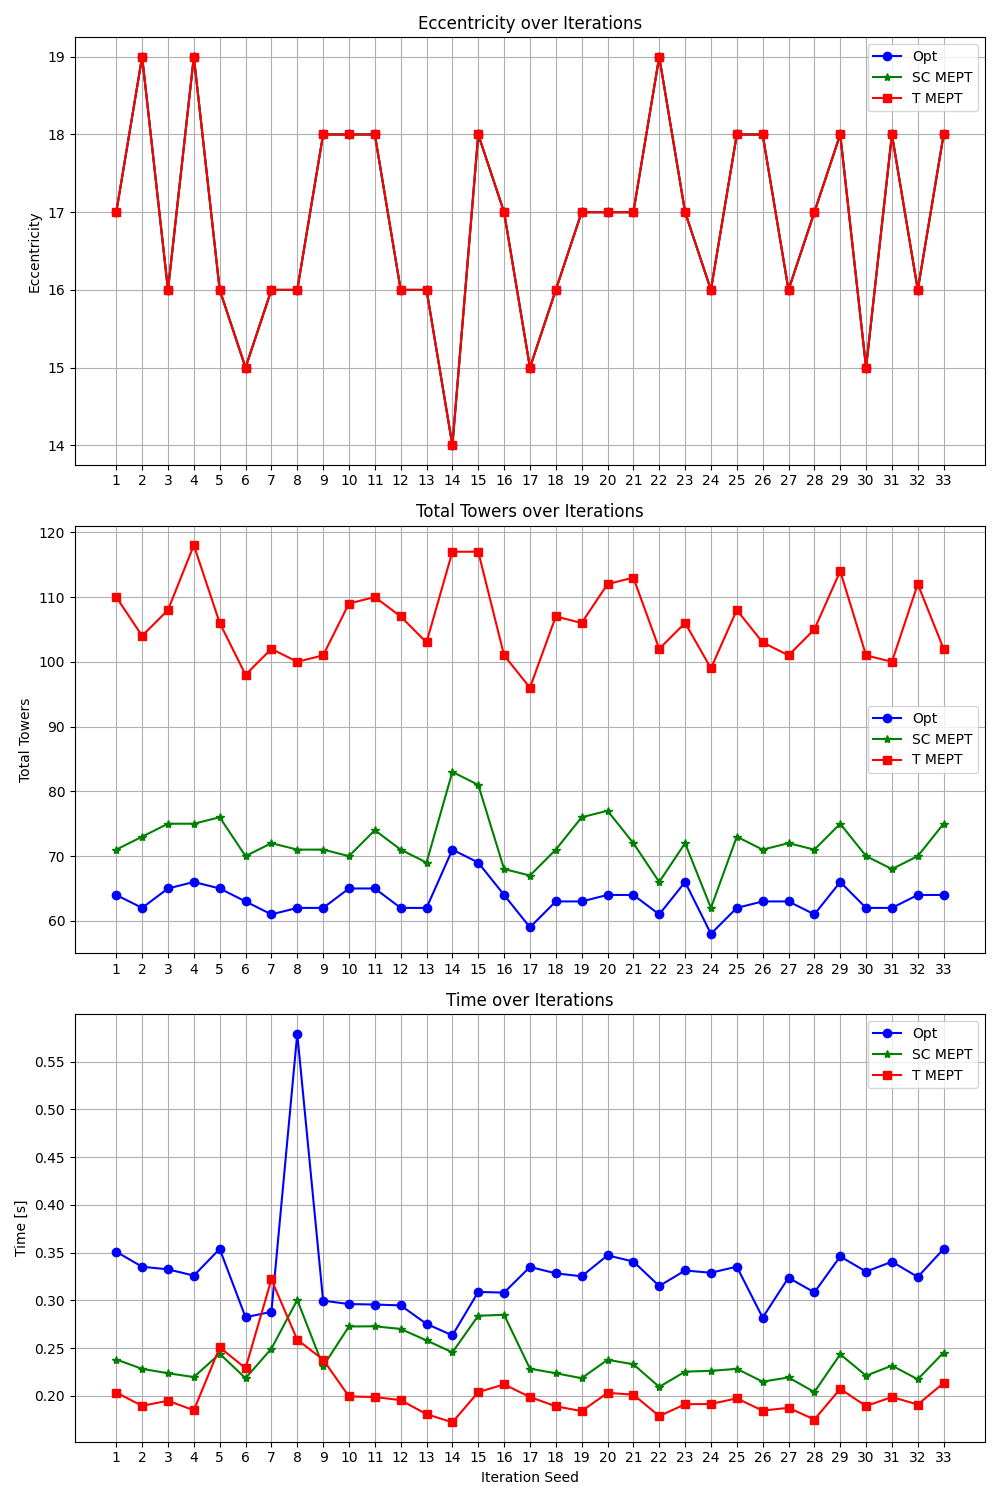 Eccentricity over Iterations
Eccentricity
19
18
17
16
15
14
Opt
SC MEPT
T MEPT
1 2 3 4 5 6 7 8 9 10 11 12 13 14 15 16 17 18 19 20 21 22 23 24 25 26 27 28 29 30 31 32 33
Total Towers over Iterations
Total Towers
120
110
100
90
80
70
60
Opt
SC MEPT
T MEPT
1 2 3 4 5 6 7 8 9 10 11 12 13 14 15 16 17 18 19 20 21 22 23 24 25 26 27 28 29 30 31 32 33
Time over Iterations
Time [s]
0.55
0.50
0.45
0.40
0.35
0.30
0.25
0.20
Opt
SC MEPT
T MEPT
1 2 3 4 5 6 7 8 9 10 11 12 13 14 15 16 17 18 19 20 21 22 23 24 25 26 27 28 29 30 31 32 33
Iteration Seed